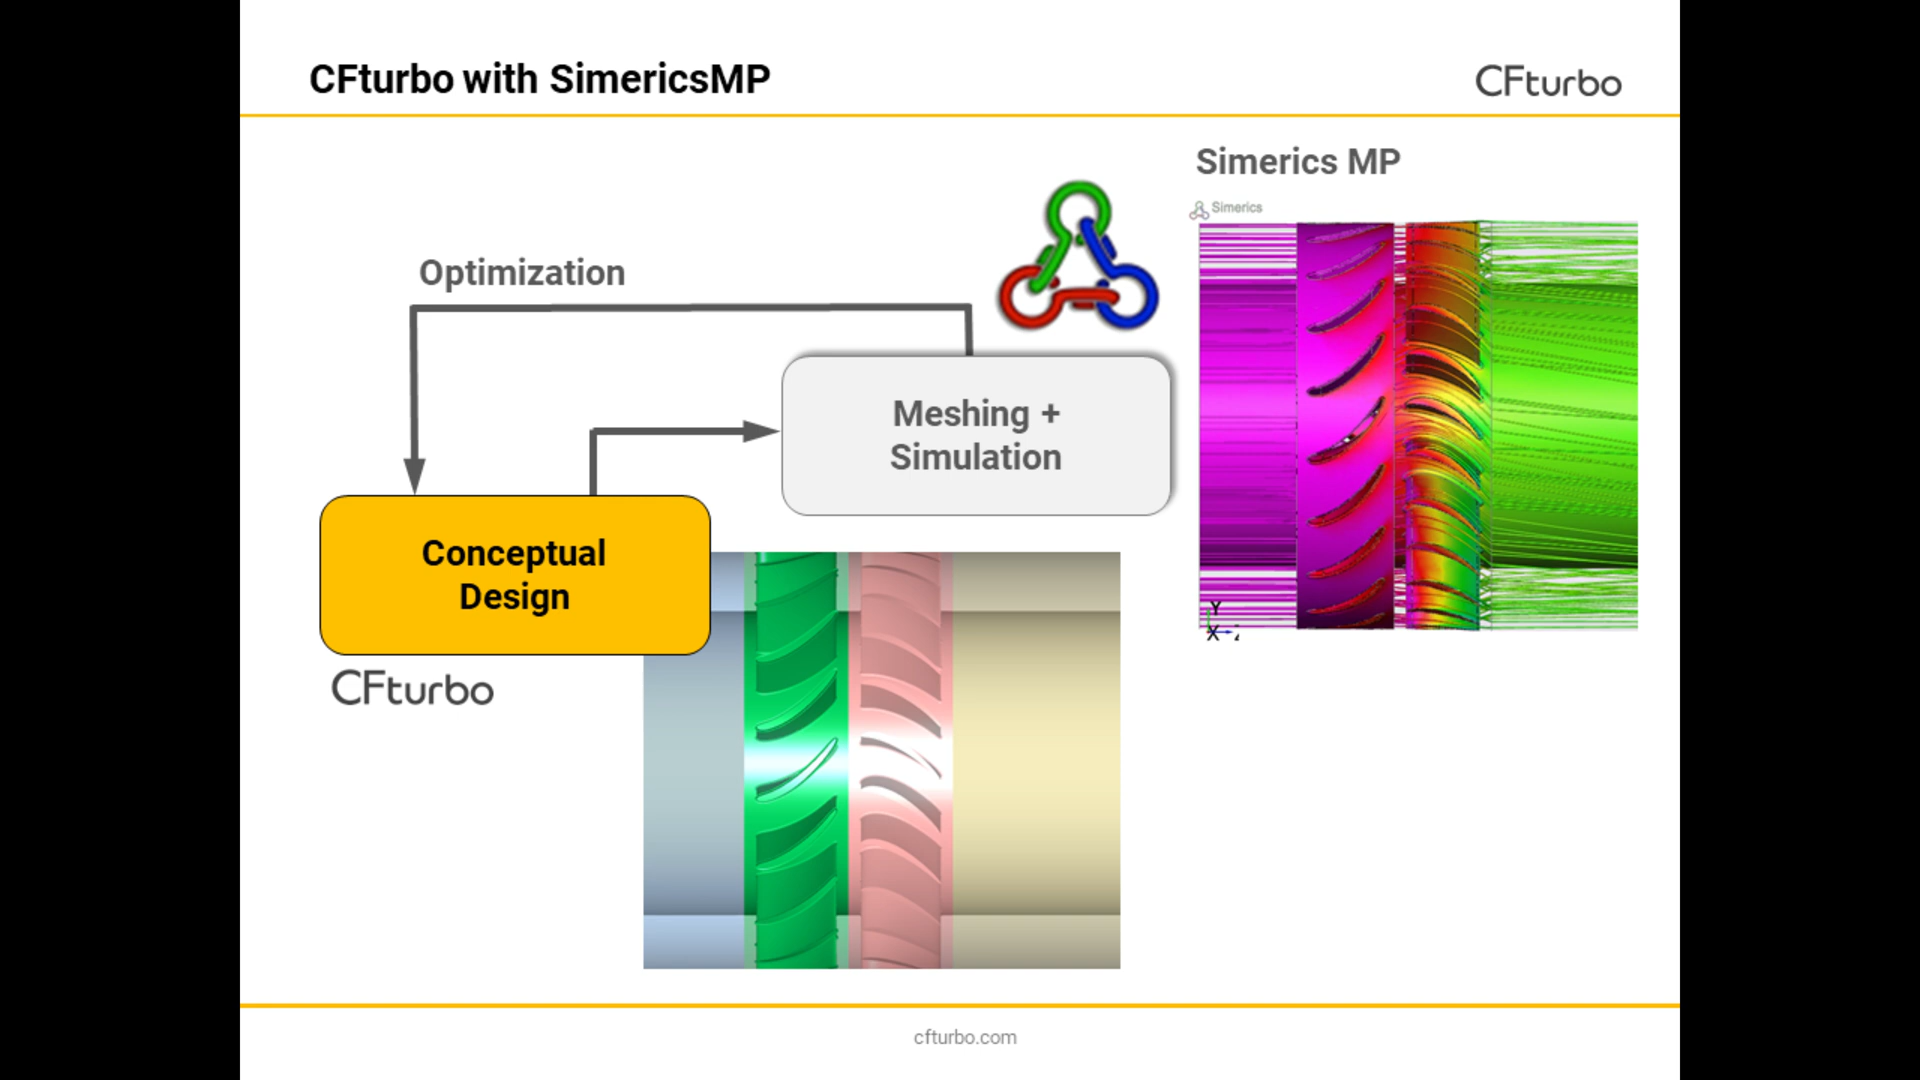 CFturbo with SimericsMP
CFturbo
Simerics MP
Simerics
Optimization
Meshing +
Simulation
Conceptual
Design
CFturbo
Y
X
cfturbo.com